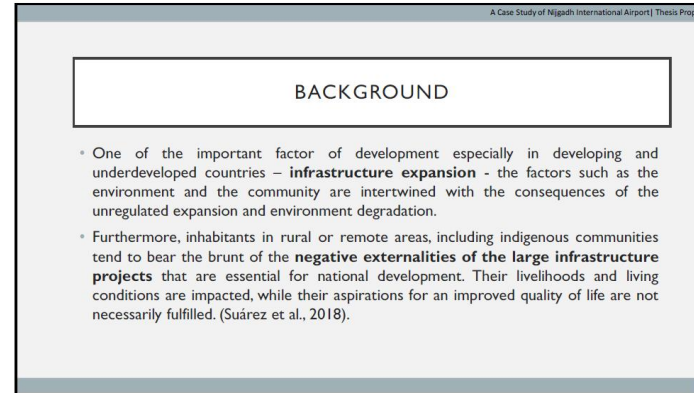 A Case Study of Nijgadh International Airport| Thesis Prop
BACKGROUND
• One of the important factor of development especially in developing and
underdeveloped countries – infrastructure expansion - the factors such as the
environment and the community are intertwined with the consequences of the
unregulated expansion and environment degradation.
• Furthermore, inhabitants in rural or remote areas, including indigenous communities
tend to bear the brunt of the negative externalities of the large infrastructure
projects that are essential for national development. Their livelihoods and living
conditions are impacted, while their aspirations for an improved quality of life are not
necessarily fulfilled. (Suárez et al., 2018).